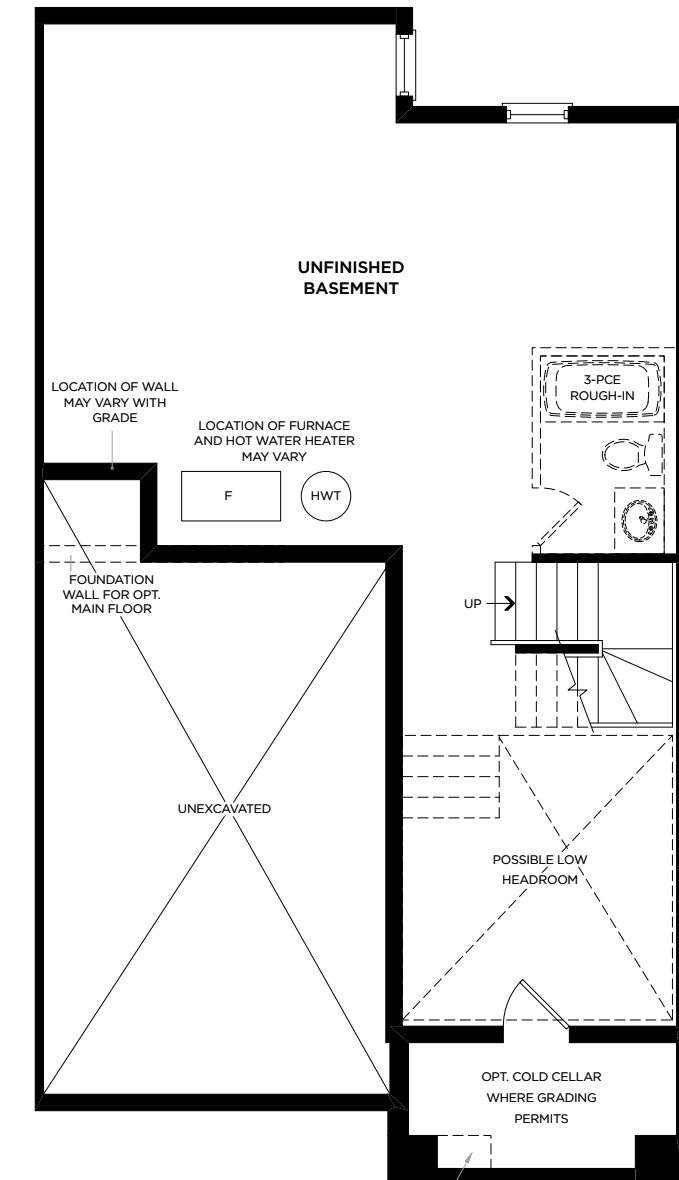 UNFINISHED
BASEMENT
3-PCE
ROUGH-IN
LOCATION OF WALL
MAY VARY WITH
GRADE
LOCATION OF FURNACE
AND HOT WATER HEATER
MAY VARY
F
HWT
FOUNDATION
WALL FOR OPT.
MAIN FLOOR
UP
UNEXCAVATED
POSSIBLE LOW
HEADROOM
OPT. COLD CELLAR
WHERE GRADING
PERMITS